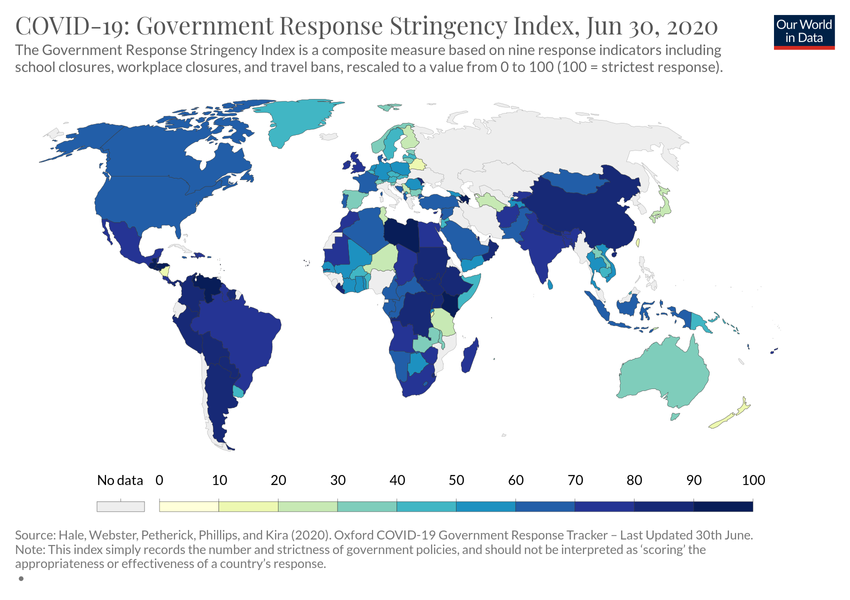 COVID-19: Government Response Stringency Index, Jun 30, 2020
Our World
in Data
The Government Response Stringency Index is a composite measure based on nine response indicators including
school closures, workplace closures, and travel bans, rescaled to a value from 0 to 100 (100 = strictest response).
No data 0 10 20 30 40 50 60 70 80 90 100
Source: Hale, Webster, Petherick, Phillips, and Kira (2020). Oxford COVID-19 Government Response Tracker – Last Updated 30th June.
Note: This index simply records the number and strictness of government policies, and should not be interpreted as ‘scoring’ the
appropriateness or effectiveness of a country’s response.